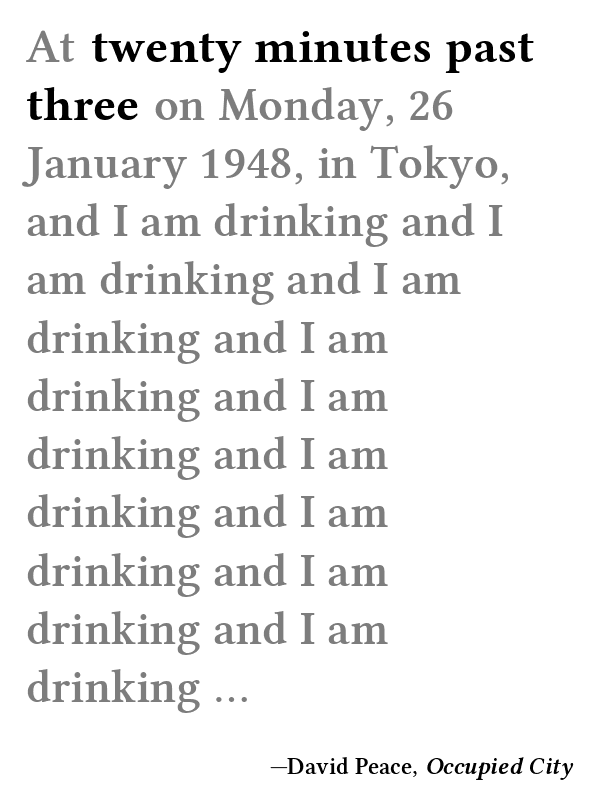 At twenty minutes past
three on Monday, 26
January 1948, in Tokyo,
and I am drinking and I
am drinking and I am
drinking and I am
drinking and I am
drinking and I am
drinking and I am
drinking and I am
drinking and I am
drinking …
—David Peace, Occupied City